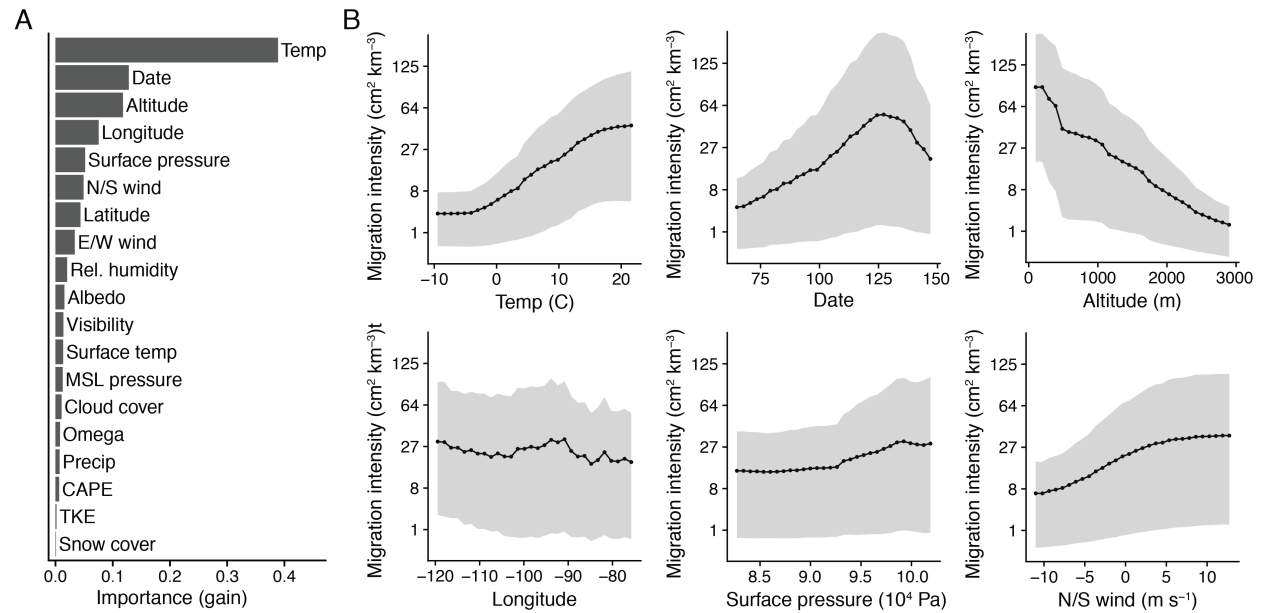 A
Temp
Date
Altitude
Longitude
Surface pressure
N/S wind
Latitude
E/W wind
Rel. humidity
Albedo
Visibility
Surface temp
MSL pressure
Cloud cover
Omega
Precip
CAPE
TKE
Snow cover
0.0 0.1 0.2 0.3 0.4
Importance (gain)
B
Migration intensity (cm² km⁻³)
125
64
27
8
1
−10 0 10 20
Temp (C)
Migration intensity (cm² km⁻³)
125
64
27
8
1
75 100 125 150
Date
Migration intensity (cm² km⁻³)
125
64
27
8
1
0 1000 2000 3000
Altitude (m)
Migration intensity (cm² km⁻³)t
125
64
27
8
1
−120 −110 −100 −90 −80
Longitude
Migration intensity (cm² km⁻³)
125
64
27
8
1
8.5 9.0 9.5 10.0
Surface pressure (10⁴ Pa)
Migration intensity (cm² km⁻³)
125
64
27
8
1
−10 −5 0 5 10
N/S wind (m s⁻¹)